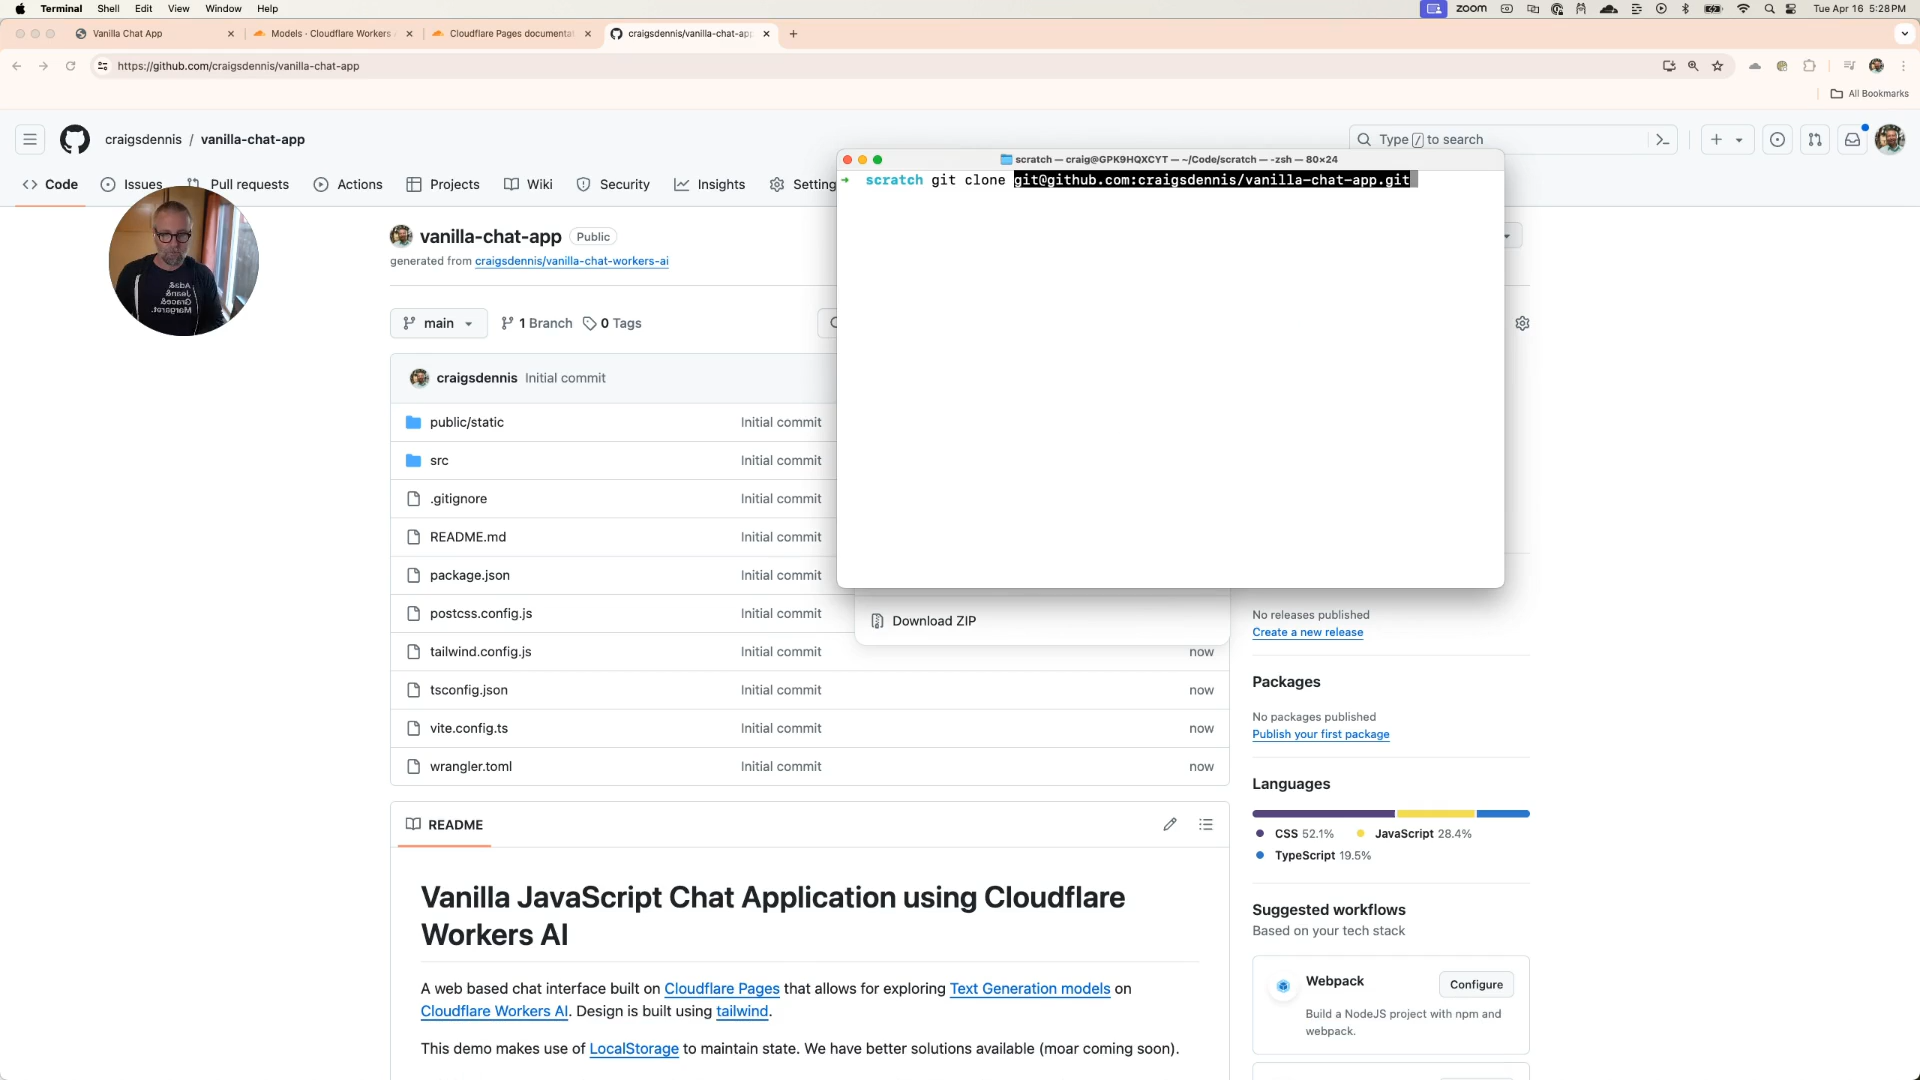 Terminal Shell Edit View Window Help
zoom
Tue Apr 16 5:28 PM
Vanilla Chat App
Models · Cloudflare Workers
Cloudflare Pages documenta
craigsdennis/vanilla-chat-app
https://github.com/craigsdennis/vanilla-chat-app
All Bookmarks
craigsdennis / vanilla-chat-app
Type / to search
scratch — craig@GPK9HQXCYT — ~/Code/scratch — -zsh — 80×24
scratch git clone git@github.com:craigsdennis/vanilla-chat-app.git
Code
Issues
Pull requests
Actions
Projects
Wiki
Security
Insights
Setting
vanilla-chat-app Public
generated from craigsdennis/vanilla-chat-workers-ai
main
1 Branch
0 Tags
craigsdennis Initial commit
public/static Initial commit
src Initial commit
.gitignore Initial commit
README.md Initial commit
package.json Initial commit
postcss.config.js Initial commit
Download ZIP
tailwind.config.js Initial commit now
tsconfig.json Initial commit now
vite.config.ts Initial commit now
wrangler.toml Initial commit now
README
Vanilla JavaScript Chat Application using Cloudflare
Workers AI
A web based chat interface built on Cloudflare Pages that allows for exploring Text Generation models on
Cloudflare Workers AI. Design is built using tailwind.
This demo makes use of LocalStorage to maintain state. We have better solutions available (moar coming soon).
No releases published
Create a new release
Packages
No packages published
Publish your first package
Languages
CSS 52.1% JavaScript 28.4%
TypeScript 19.5%
Suggested workflows
Based on your tech stack
Webpack
Configure
Build a NodeJS project with npm and
webpack.
Ada&
Jean&
Grace&
Margaret.